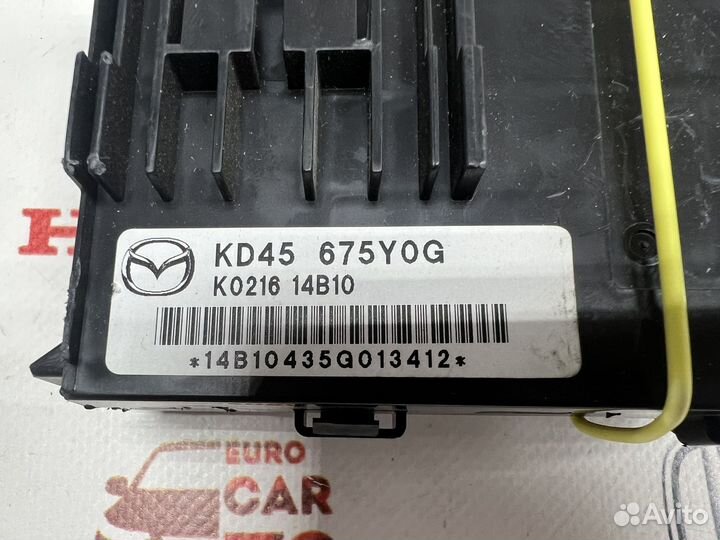 KD45 675Y0G
K0216 14B10
*14B10435G013412*
EURO
CAR
Avito